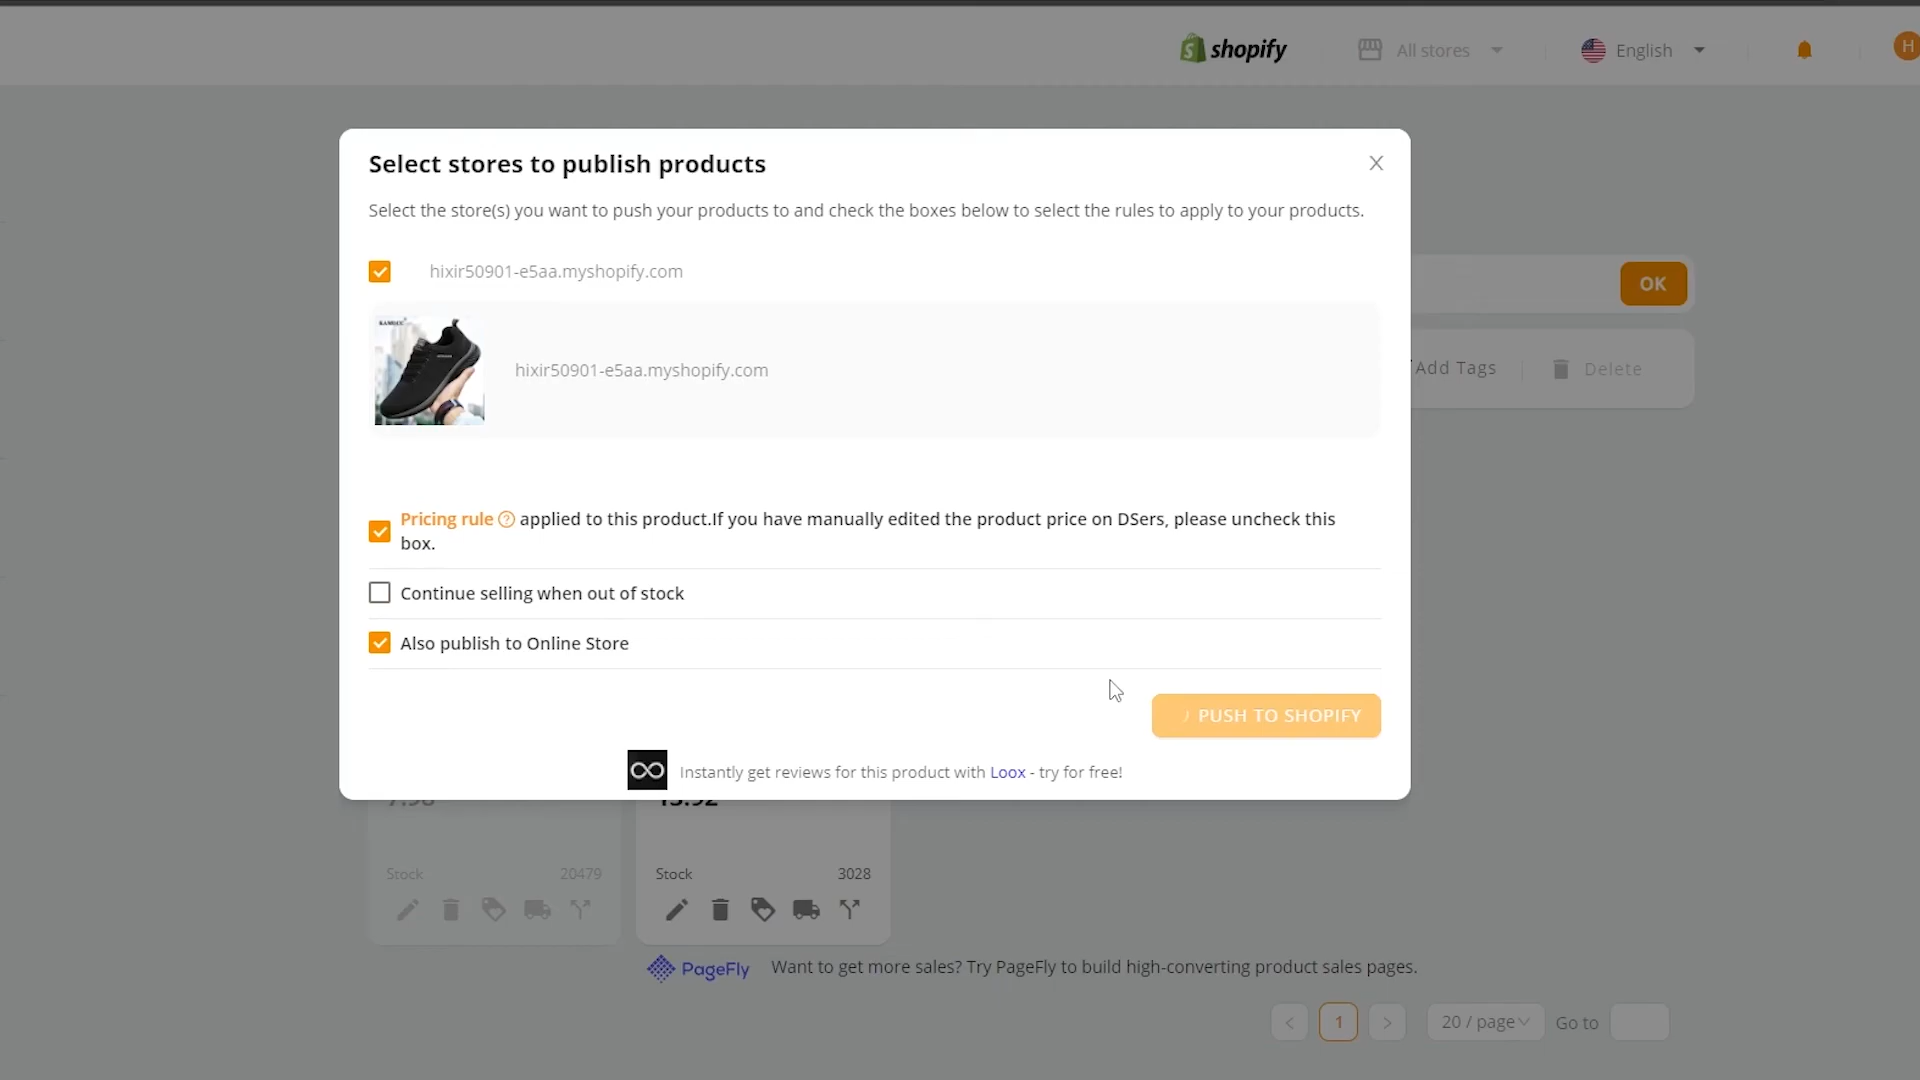 shopify
All stores
English
H
Select stores to publish products
Select the store(s) you want to push your products to and check the boxes below to select the rules to apply to your products.
hixir50901-e5aa.myshopify.com
OK
hixir50901-e5aa.myshopify.com
Add Tags
Delete
Pricing rule ? applied to this product.If you have manually edited the product price on DSers, please uncheck this
box.
Continue selling when out of stock
Also publish to Online Store
PUSH TO SHOPIFY
Instantly get reviews for this product with Loox - try for free!
Stock 20479
Stock 3028
PageFly
Want to get more sales? Try PageFly to build high-converting product sales pages.
< 1 > 20 / page Go to